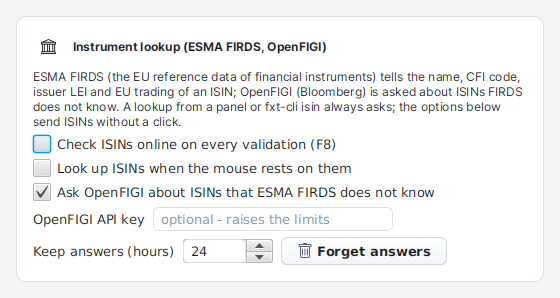 Instrument lookup (ESMA FIRDS, OpenFIGI)
ESMA FIRDS (the EU reference data of financial instruments) tells the name, CFI code,
issuer LEI and EU trading of an ISIN; OpenFIGI (Bloomberg) is asked about ISINs FIRDS
does not know. A lookup from a panel or fxt-cli isin always asks; the options below
send ISINs without a click.
Check ISINs online on every validation (F8)
Look up ISINs when the mouse rests on them
Ask OpenFIGI about ISINs that ESMA FIRDS does not know
OpenFIGI API key optional - raises the limits
Keep answers (hours) 24 Forget answers